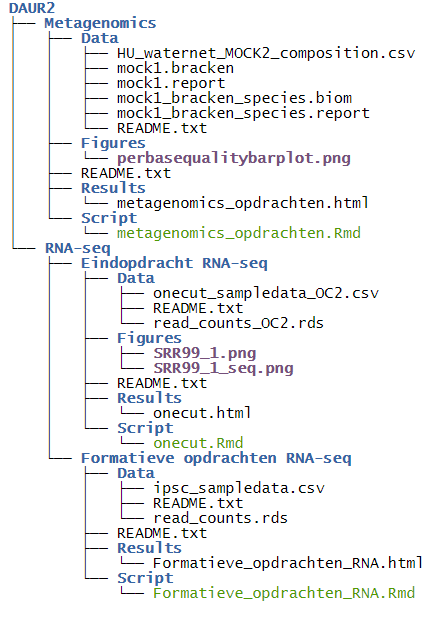 DAUR2
├── Metagenomics
│   ├── Data
│   │   ├── HU_waternet_MOCK2_composition.csv
│   │   ├── mock1.bracken
│   │   ├── mock1.report
│   │   ├── mock1_bracken_species.biom
│   │   ├── mock1_bracken_species.report
│   │   └── README.txt
│   ├── Figures
│   │   └── perbasequalitybarplot.png
│   ├── README.txt
│   ├── Results
│   │   └── metagenomics_opdrachten.html
│   └── Script
│       └── metagenomics_opdrachten.Rmd
└── RNA-seq
    ├── Eindopdracht RNA-seq
    │   ├── Data
    │   │   ├── onecut_sampledata_OC2.csv
    │   │   ├── README.txt
    │   │   └── read_counts_OC2.rds
    │   ├── Figures
    │   │   ├── SRR99_1.png
    │   │   └── SRR99_1_seq.png
    │   ├── README.txt
    │   ├── Results
    │   │   └── onecut.html
    │   └── Script
    │       └── onecut.Rmd
    └── Formatieve opdrachten RNA-seq
        ├── Data
        │   ├── ipsc_sampledata.csv
        │   ├── README.txt
        │   └── read_counts.rds
        ├── README.txt
        ├── Results
        │   └── Formatieve_opdrachten_RNA.html
        └── Script
            └── Formatieve_opdrachten_RNA.Rmd